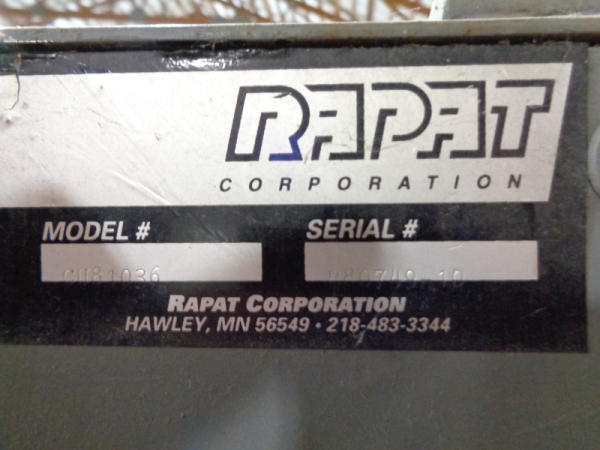 RAPAT
CORPORATION
MODEL # SERIAL #
RAPAT CORPORATION
HAWLEY, MN 56549 • 218-483-3344